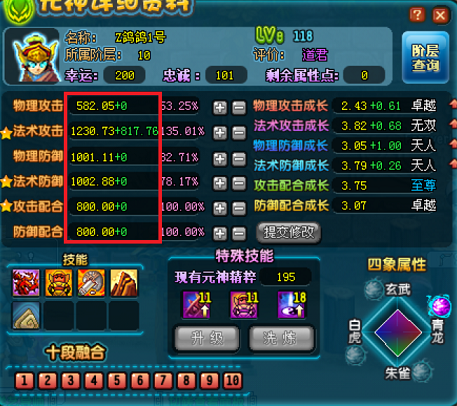 元神详细资料
名称: Z鸽鸽1号 LV: 118
所属阶层: 10 评价: 道君
幸运: 200 忠诚: 101 剩余属性点: 0
阶层查询
物理攻击 582.05+0 53.25% 物理攻击成长 2.43+0.61 卓越
法术攻击 1230.73+817.76 135.01% 法术攻击成长 3.82+0.68 无双
物理防御 1001.11+0 82.71% 物理防御成长 3.05+1.00 天人
法术防御 1002.88+0 78.17% 法术防御成长 3.79+0.26 天人
攻击配合 800.00+0 100.00% 攻击配合成长 3.75 至尊
防御配合 800.00+0 100.00% 防御配合成长 3.07 卓越
提交修改
技能
特殊技能
现有元神精粹 195
11 11 18
升级 洗炼
四象属性
玄武
青龙
白虎
朱雀
十段融合
1 2 3 4 5 6 7 8 9 10